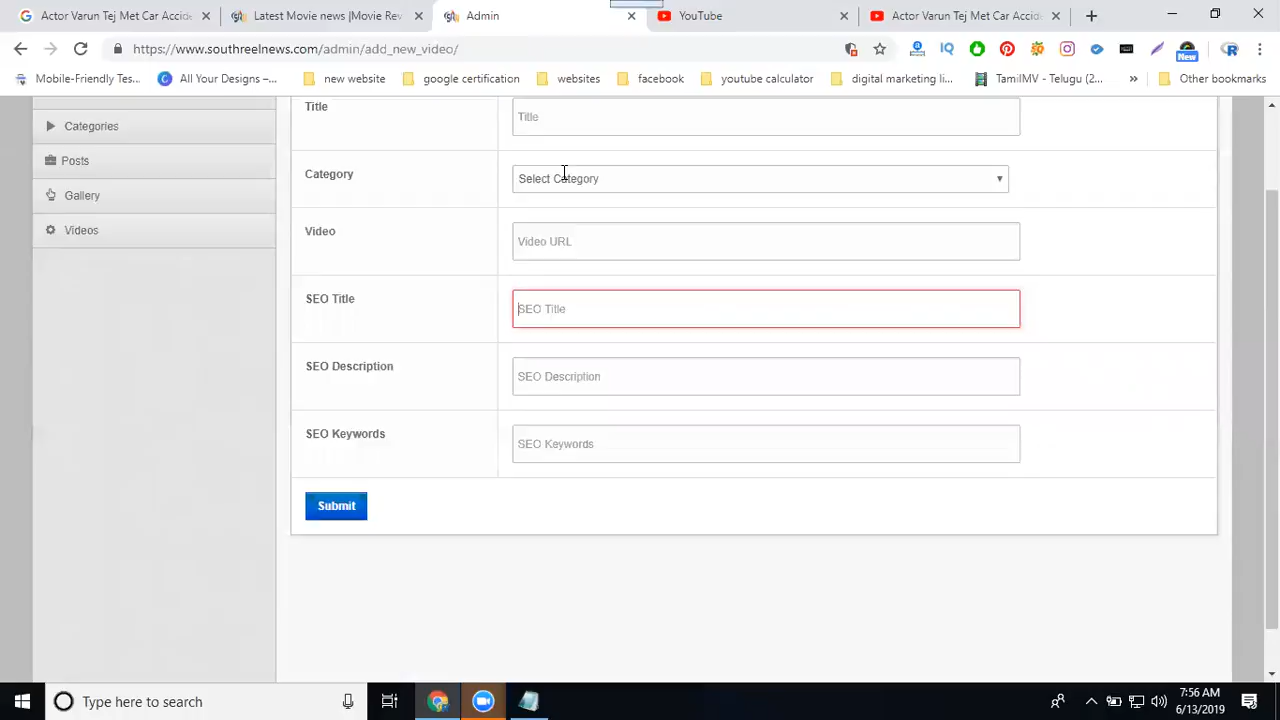 Actor Varun Tej Met Car Accid
Latest Movie news |Movie Ra
Admin
YouTube
Actor Varun Tej Met Car Accid
https://www.southreelnews.com/admin/add_new_video/
New
Mobile-Friendly Tes...
All Your Designs –...
new website
google certification
websites
facebook
youtube calculator
digital marketing li...
TamilMV - Telugu (2...
Other bookmarks
Categories
Posts
Gallery
Videos
Title
Title
Category
Select Category
Video
Video URL
SEO Title
SEO Title
SEO Description
SEO Description
SEO Keywords
SEO Keywords
Submit
Type here to search
7:56 AM
6/13/2019